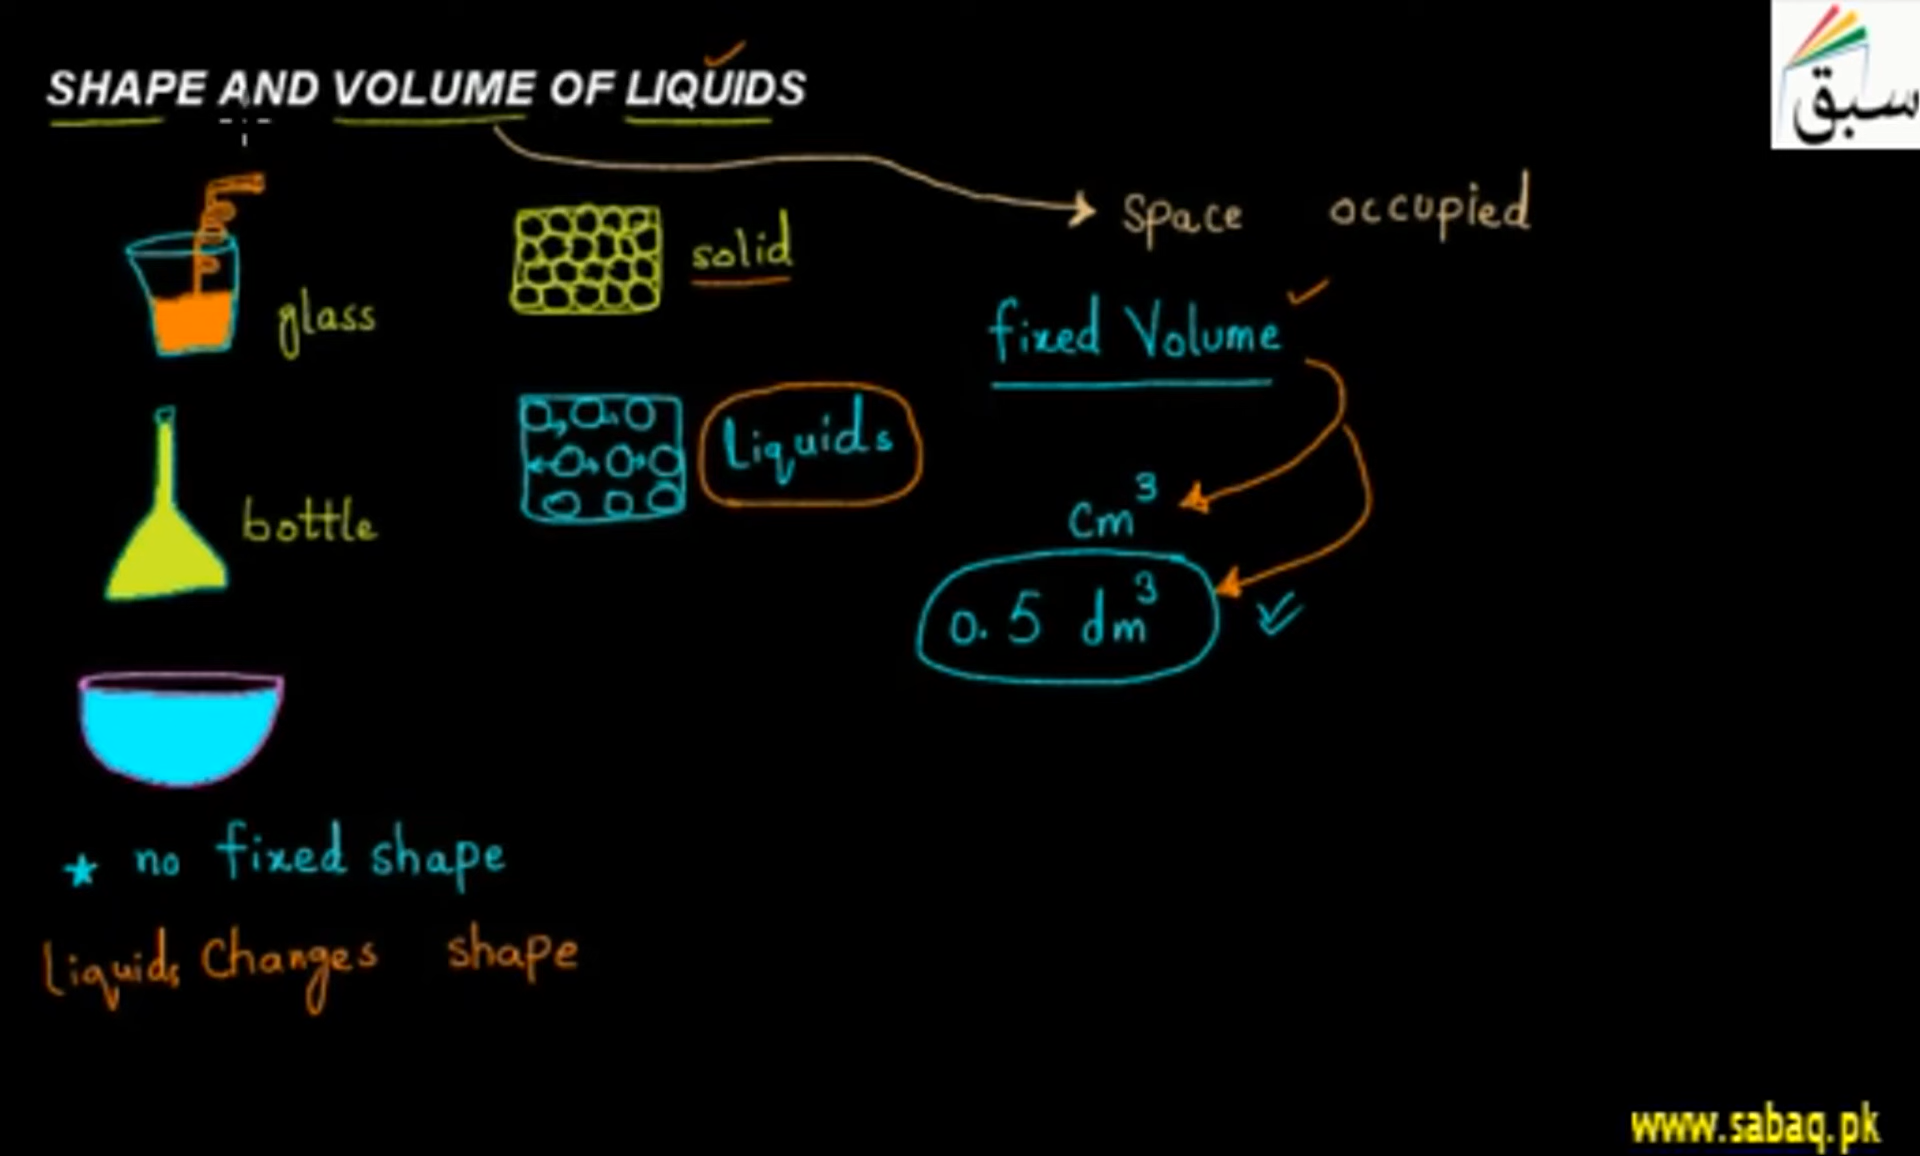 SHAPE AND VOLUME OF LIQUIDS
سبق
space occupied
solid
glass
fixed Volume
Liquids
cm³
bottle
0.5 dm³
* no fixed shape
Liquids Changes shape
www.sabaq.pk